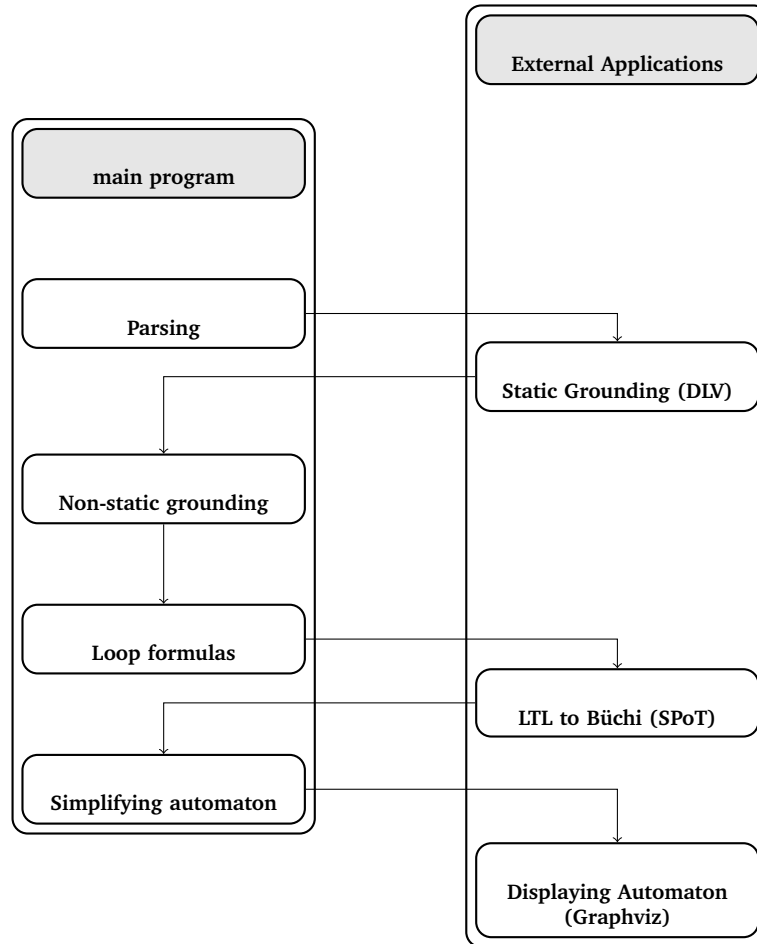 External Applications
main program
Parsing
Static Grounding (DLV)
Non-static grounding
Loop formulas
LTL to Büchi (SPoT)
Simplifying automaton
Displaying Automaton
(Graphviz)